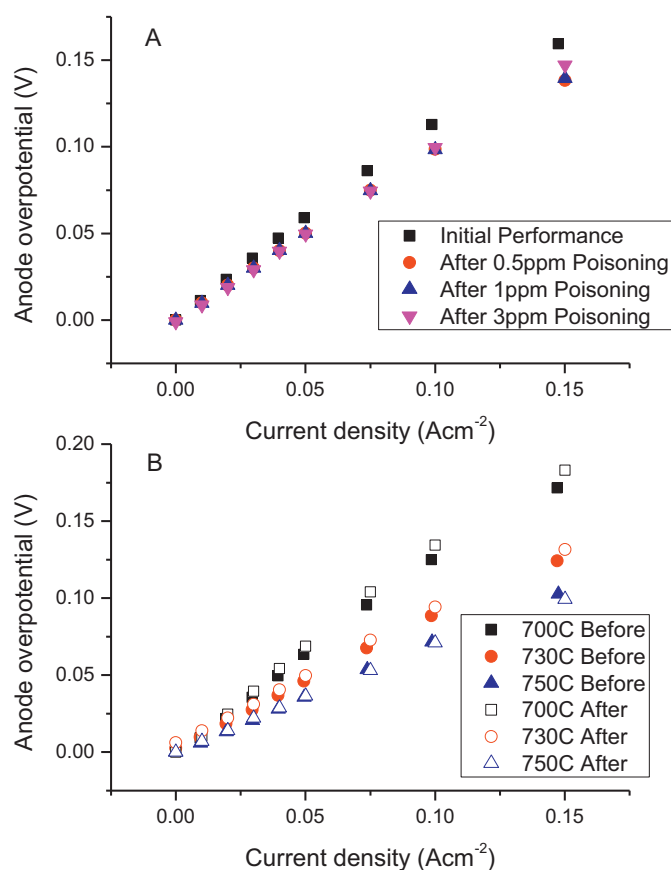 A
Anode overpotential (V)
0.15
0.10
0.05
0.00
Initial Performance
After 0.5ppm Poisoning
After 1ppm Poisoning
After 3ppm Poisoning
0.00 0.05 0.10 0.15
Current density (Acm⁻²)
B
Anode overpotential (V)
0.20
0.15
0.10
0.05
0.00
700C Before
730C Before
750C Before
700C After
730C After
750C After
0.00 0.05 0.10 0.15
Current density (Acm⁻²)